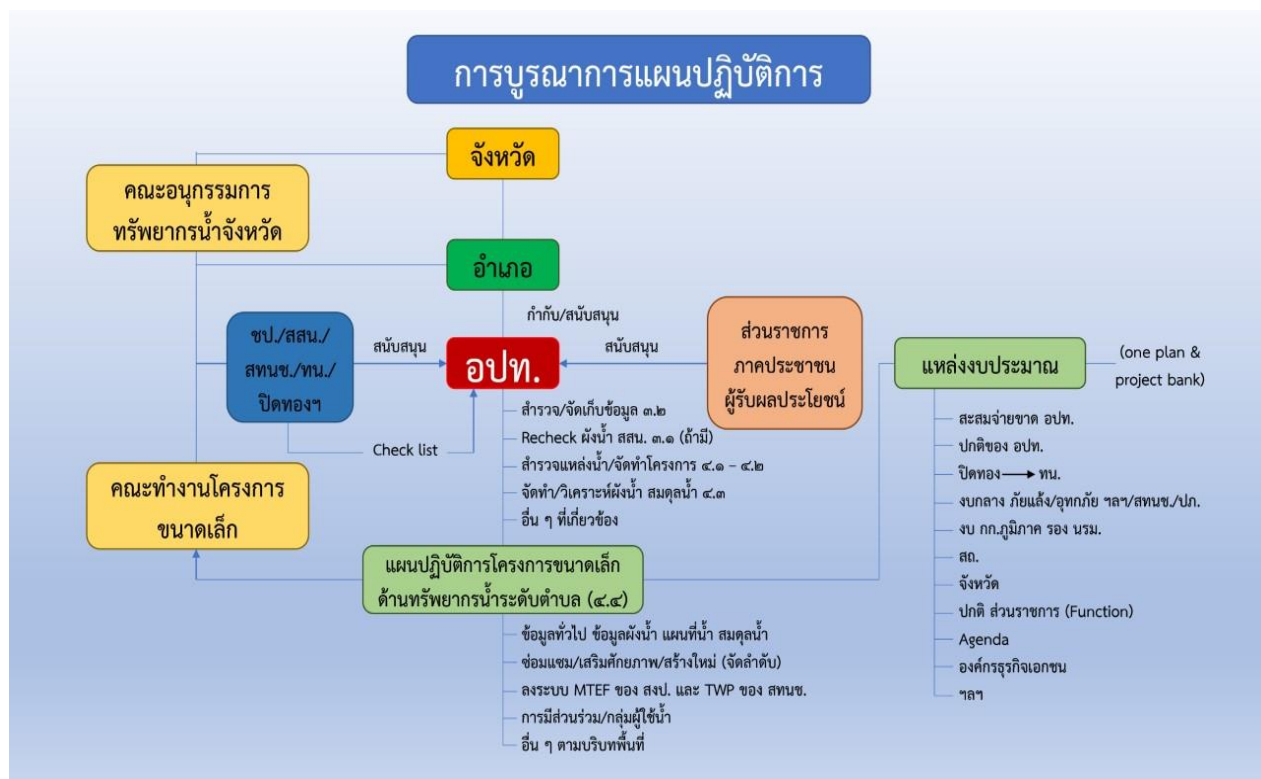 การบูรณาการแผนปฏิบัติการ
จังหวัด
คณะอนุกรรมการ
ทรัพยากรน้ำจังหวัด
อำเภอ
กำกับ/สนับสนุน
ชป./สสน./
สทนช./ทน./
ปิดทองฯ
สนับสนุน
อปท.
สนับสนุน
ส่วนราชการ
ภาคประชาชน
ผู้รับผลประโยชน์
แหล่งงบประมาณ
(one plan &
project bank)
Check list
สำรวจ/จัดเก็บข้อมูล ๓.๒
Recheck ผังน้ำ สสน. ๓.๑ (ถ้ามี)
สำรวจแหล่งน้ำ/จัดทำโครงการ ๔.๑ – ๔.๒
จัดทำ/วิเคราะห์ผังน้ำ สมดุลน้ำ ๔.๓
อื่น ๆ ที่เกี่ยวข้อง
สะสมจ่ายขาด อปท.
ปกติของ อปท.
ปิดทอง ⟶ ทน.
งบกลาง ภัยแล้ง/อุทกภัย ฯลฯ/สทนช./ปภ.
งบ กก.ภูมิภาค รอง นรม.
สถ.
จังหวัด
ปกติ ส่วนราชการ (Function)
Agenda
องค์กรธุรกิจเอกชน
ฯลฯ
คณะทำงานโครงการ
ขนาดเล็ก
แผนปฏิบัติการโครงการขนาดเล็ก
ด้านทรัพยากรน้ำระดับตำบล (๔.๔)
ข้อมูลทั่วไป ข้อมูลผังน้ำ แผนที่น้ำ สมดุลน้ำ
ซ่อมแซม/เสริมศักยภาพ/สร้างใหม่ (จัดลำดับ)
ลงระบบ MTEF ของ สงป. และ TWP ของ สทนช.
การมีส่วนร่วม/กลุ่มผู้ใช้น้ำ
อื่น ๆ ตามบริบทพื้นที่